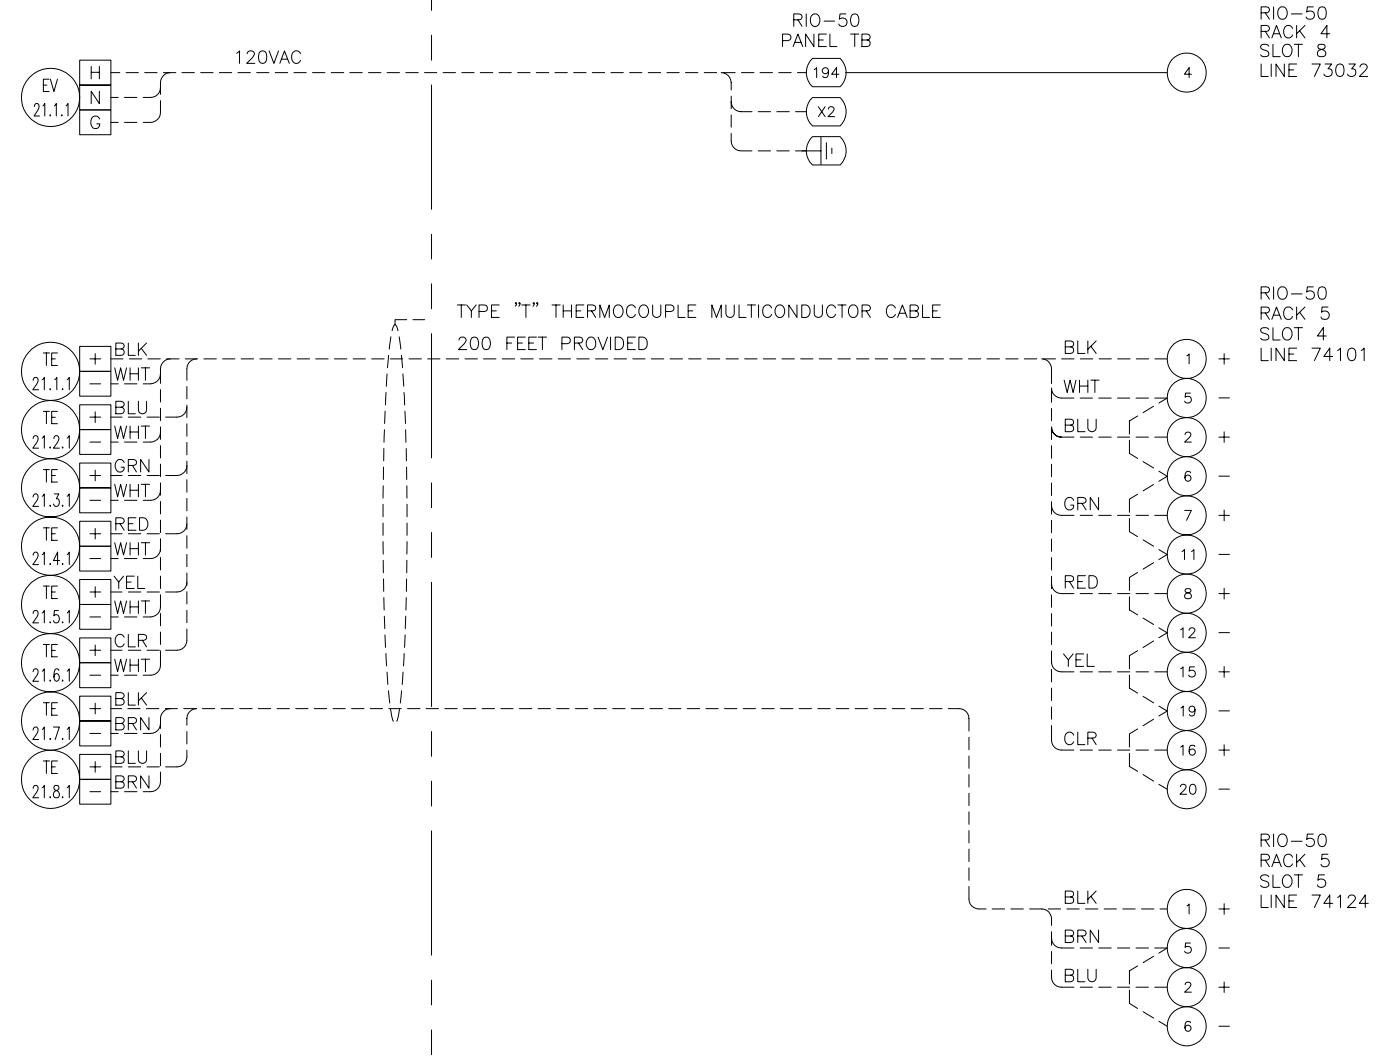 RIO-50
PANEL TB
RIO-50
RACK 4
SLOT 8
LINE 73032
120VAC
EV
21.1.1
H
N
G
194
X2
4
TYPE "T" THERMOCOUPLE MULTICONDUCTOR CABLE
200 FEET PROVIDED
RIO-50
RACK 5
SLOT 4
LINE 74101
TE
21.1.1
+ BLK
- WHT
TE
21.2.1
+ BLU
- WHT
TE
21.3.1
+ GRN
- WHT
TE
21.4.1
+ RED
- WHT
TE
21.5.1
+ YEL
- WHT
TE
21.6.1
+ CLR
- WHT
TE
21.7.1
+ BLK
- BRN
TE
21.8.1
+ BLU
- BRN
BLK 1 +
WHT 5 -
BLU 2 +
6 -
GRN 7 +
11 -
RED 8 +
12 -
YEL 15 +
19 -
CLR 16 +
20 -
RIO-50
RACK 5
SLOT 5
LINE 74124
BLK 1 +
BRN 5 -
BLU 2 +
6 -